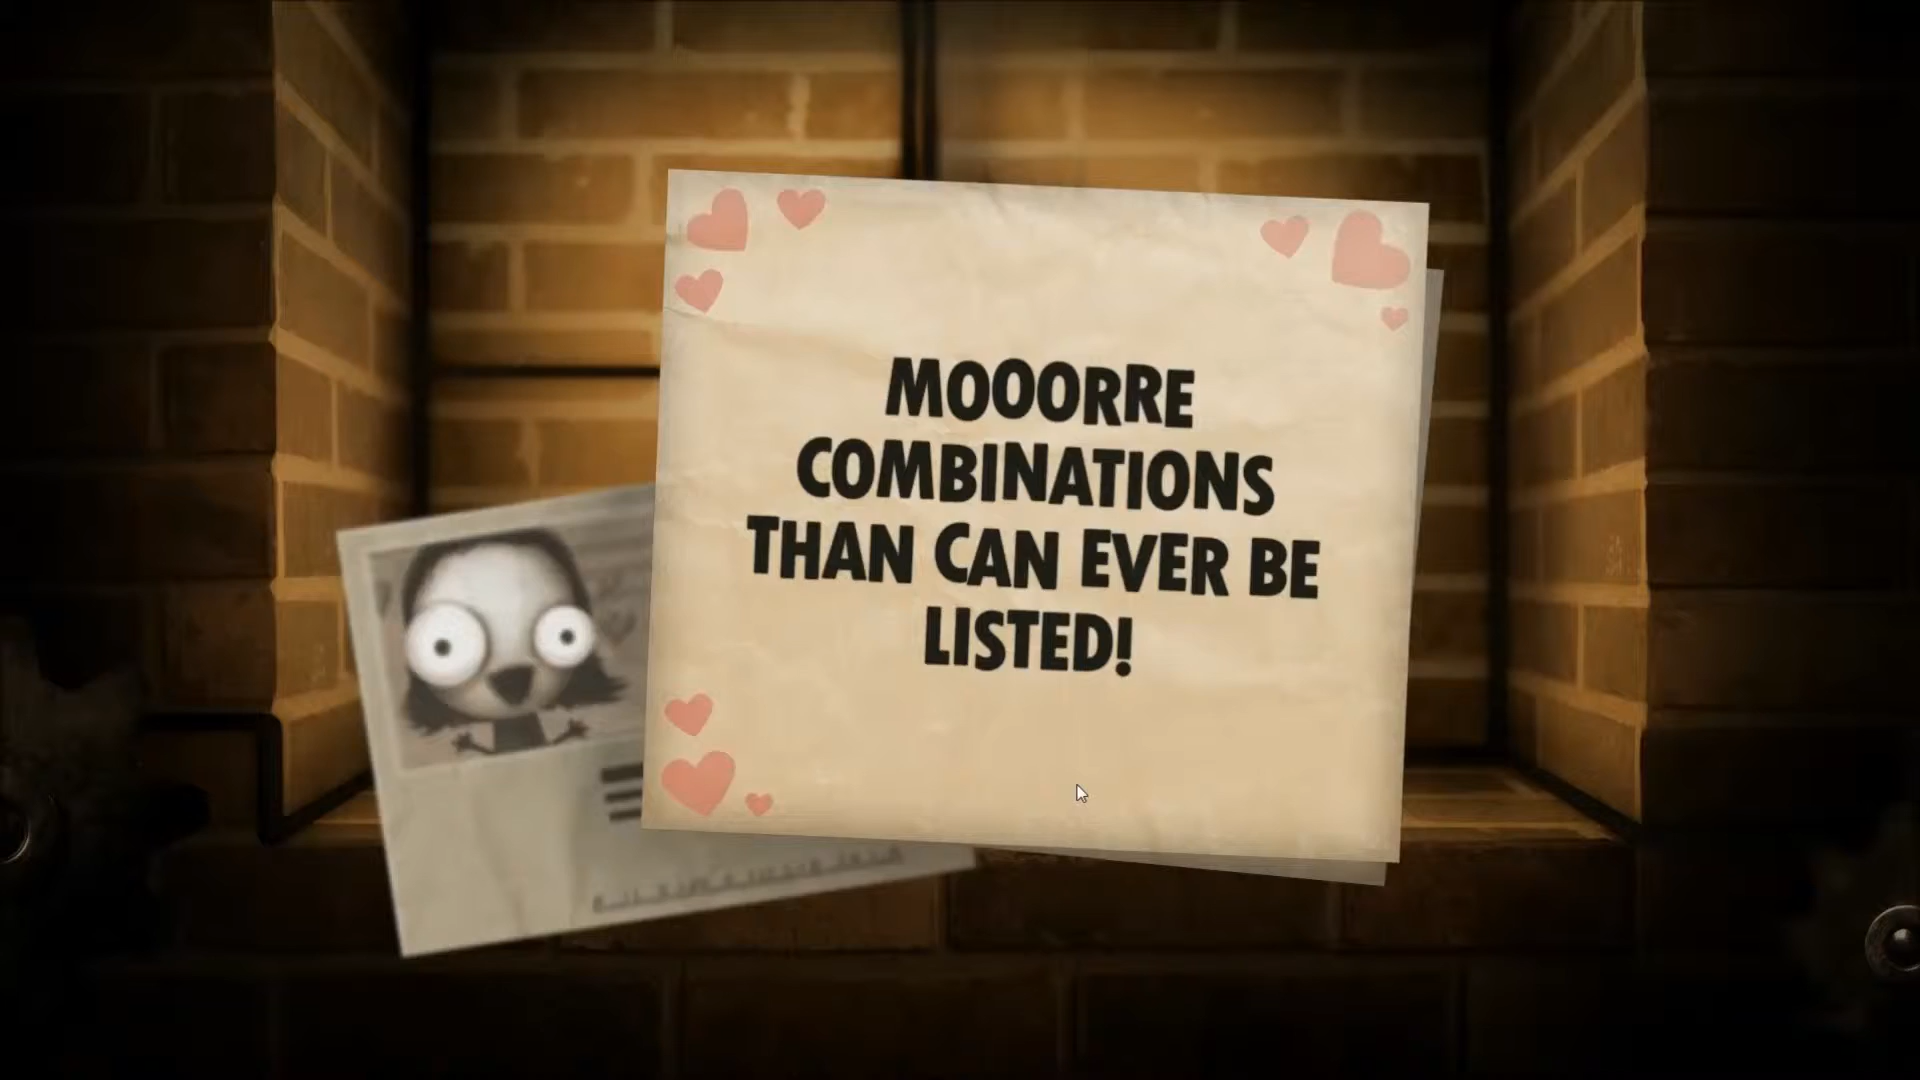 MOOORRE
COMBINATIONS
THAN CAN EVER BE
LISTED!